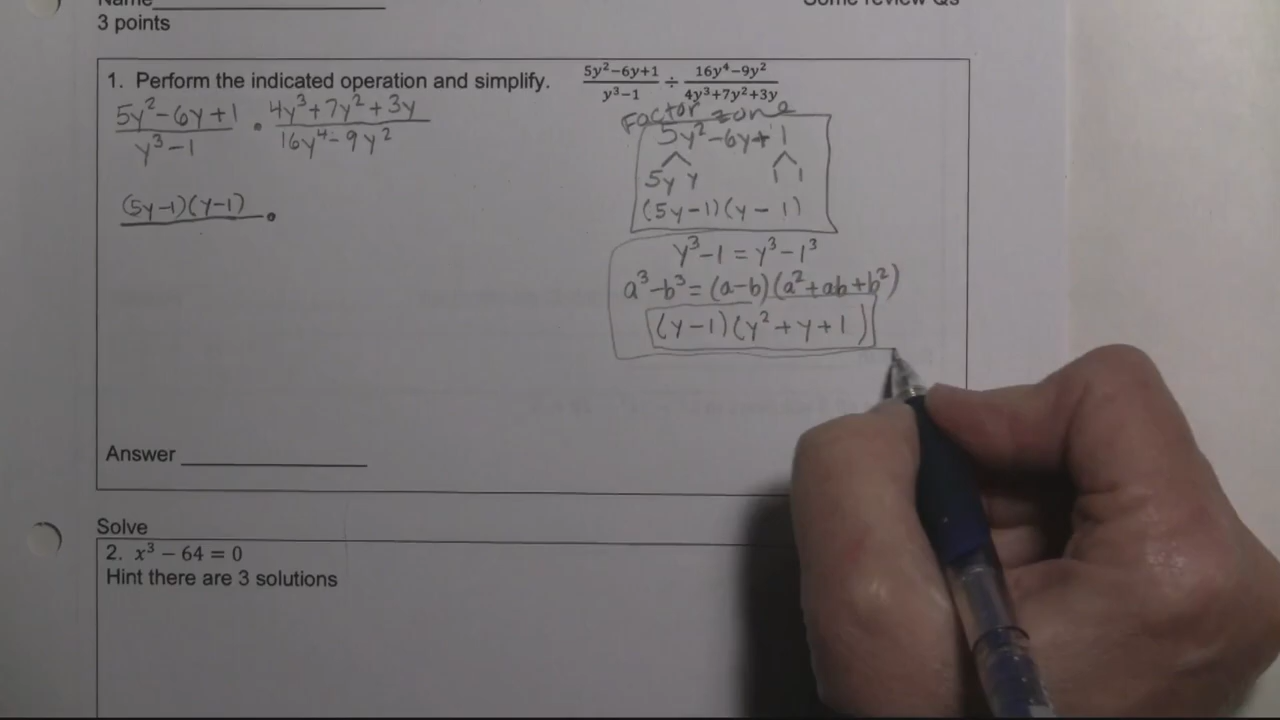 Name
Some review Qs
3 points
1. Perform the indicated operation and simplify. (5y²−6y+1)/(y³−1) ÷ (16y⁴−9y²)/(4y³+7y²+3y)
(5y²−6y+1)/(y³−1) · (4y³+7y²+3y)/(16y⁴−9y²)
Factor zone
5y²−6y+1
5y y 1 1
(5y−1)(y−1)
(5y−1)(y−1) ·
y³−1 = y³−1³
a³−b³ = (a−b)(a²+ab+b²)
(y−1)(y²+y+1)
Answer
Solve
2. x³ − 64 = 0
Hint there are 3 solutions